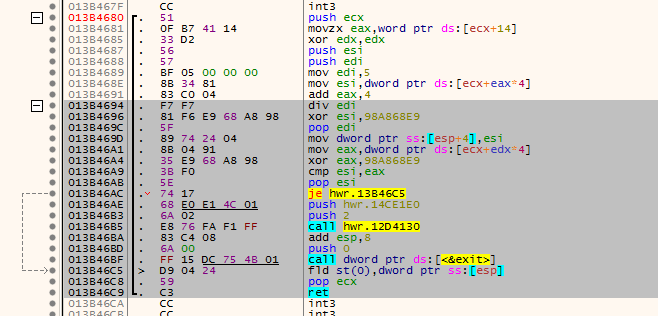 013B467F CC int3
013B4680 51 push ecx
013B4681 0F B7 41 14 movzx eax,word ptr ds:[ecx+14]
013B4685 33 D2 xor edx,edx
013B4687 56 push esi
013B4688 57 push edi
013B4689 BF 05 00 00 00 mov edi,5
013B468E 8B 34 81 mov esi,dword ptr ds:[ecx+eax*4]
013B4691 83 C0 04 add eax,4
013B4694 F7 F7 div edi
013B4696 81 F6 E9 68 A8 98 xor esi,98A868E9
013B469C 5F pop edi
013B469D 89 74 24 04 mov dword ptr ss:[esp+4],esi
013B46A1 8B 04 91 mov eax,dword ptr ds:[ecx+edx*4]
013B46A4 35 E9 68 A8 98 xor eax,98A868E9
013B46A9 3B F0 cmp esi,eax
013B46AB 5E pop esi
013B46AC 74 17 je hwr.13B46C5
013B46AE 68 E0 E1 4C 01 push hwr.14CE1E0
013B46B3 6A 02 push 2
013B46B5 E8 76 FA F1 FF call hwr.12D4130
013B46BA 83 C4 08 add esp,8
013B46BD 6A 00 push 0
013B46BF FF 15 DC 75 4B 01 call dword ptr ds:[<&exit>]
013B46C5 D9 04 24 fld st(0),dword ptr ss:[esp]
013B46C8 59 pop ecx
013B46C9 C3 ret
013B46CA CC int3
013B46CB CC int3